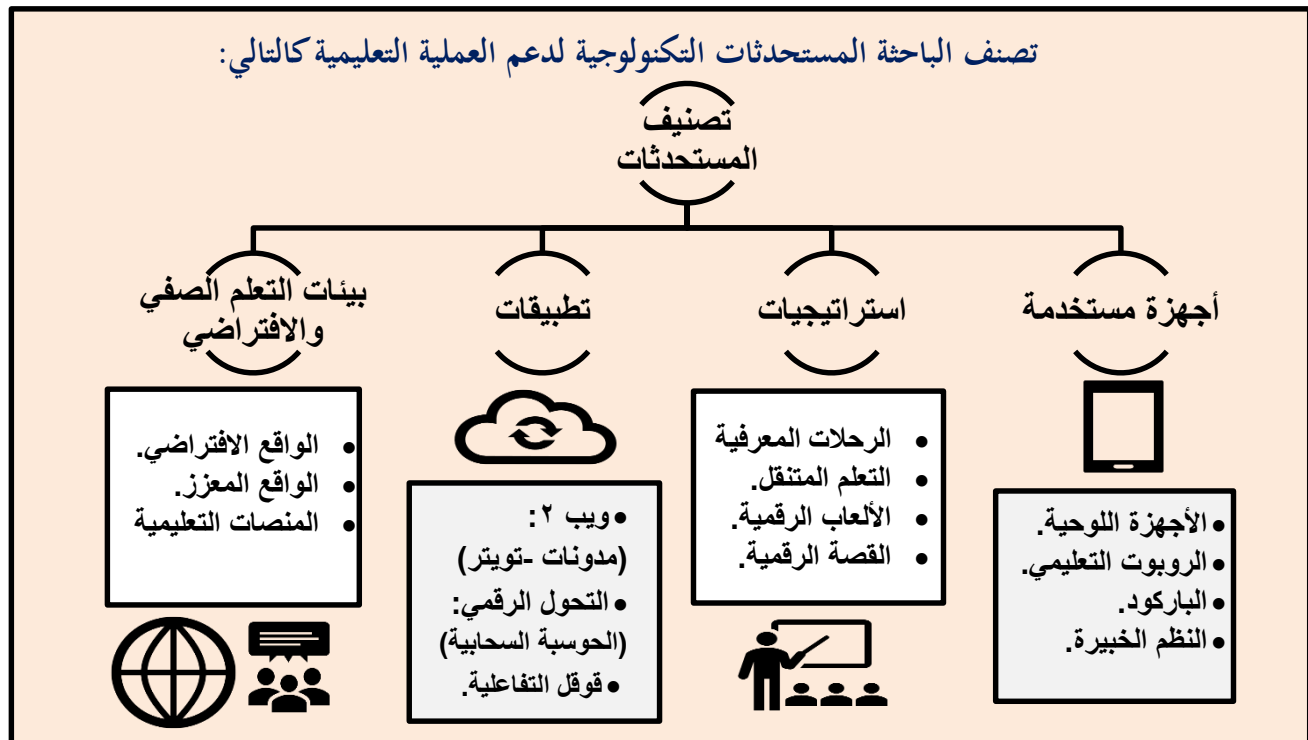 تصنف الباحثة المستحدثات التكنولوجية لدعم العملية التعليمية كالتالي:
تصنيف
المستحدثات
أجهزة مستخدمة
• الأجهزة اللوحية.
• الروبوت التعليمي.
• الباركود.
• النظم الخبيرة.
استراتيجيات
• الرحلات المعرفية
• التعلم المتنقل.
• الألعاب الرقمية.
• القصة الرقمية.
تطبيقات
• ويب ٢:
(مدونات -تويتر)
• التحول الرقمي:
(الحوسبة السحابية)
• قوقل التفاعلية.
بيئات التعلم الصفي
والافتراضي
• الواقع الافتراضي.
• الواقع المعزز.
• المنصات التعليمية